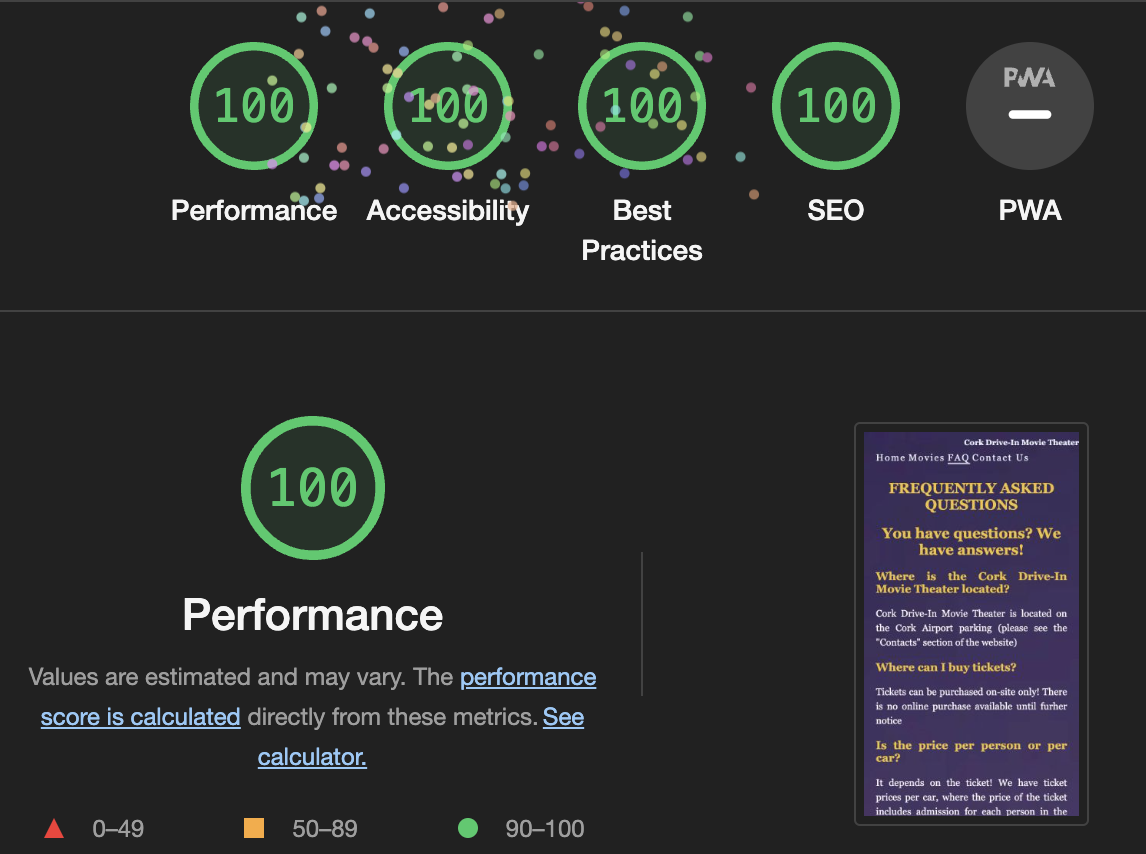 100
100
100
100
PWA
Performance
Accessibility
Best
Practices
SEO
PWA
100
Performance
Values are estimated and may vary. The performance
score is calculated directly from these metrics. See
calculator.
0–49
50–89
90–100
Cork Drive-In Movie Theater
Home Movies FAQ Contact Us
FREQUENTLY ASKED
QUESTIONS
You have questions? We
have answers!
Where is the Cork Drive-In
Movie Theater located?
Cork Drive-In Movie Theater is located on
the Cork Airport parking (please see the
"Contacts" section of the website)
Where can I buy tickets?
Tickets can be purchased on-site only! There
is no online purchase available until furher
notice
Is the price per person or per
car?
It depends on the ticket! We have ticket
prices per car, where the price of the ticket
includes admission for each person in the